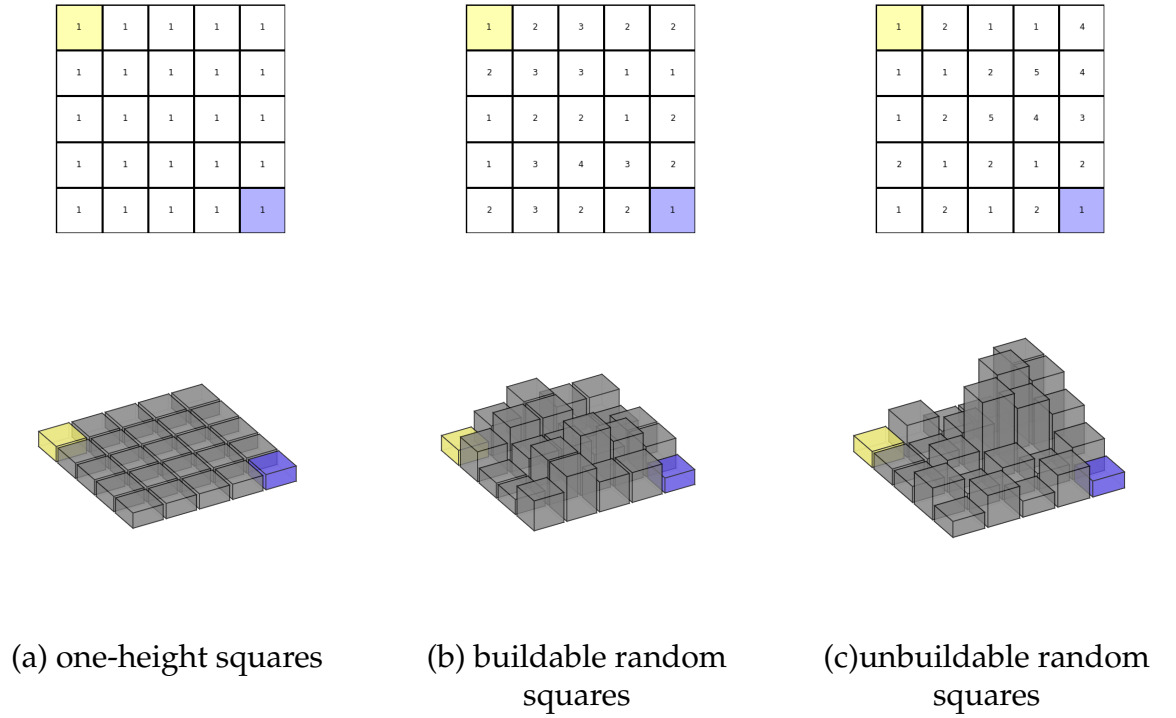 1 1 1 1 1
1 1 1 1 1
1 1 1 1 1
1 1 1 1 1
1 1 1 1 1
1 2 3 2 2
2 3 3 1 1
1 2 2 1 2
1 3 4 3 2
2 3 2 2 1
1 2 1 1 4
1 1 2 5 4
1 2 5 4 3
2 1 2 1 2
1 2 1 2 1
(a) one-height squares
(b) buildable random
squares
(c)unbuildable random
squares